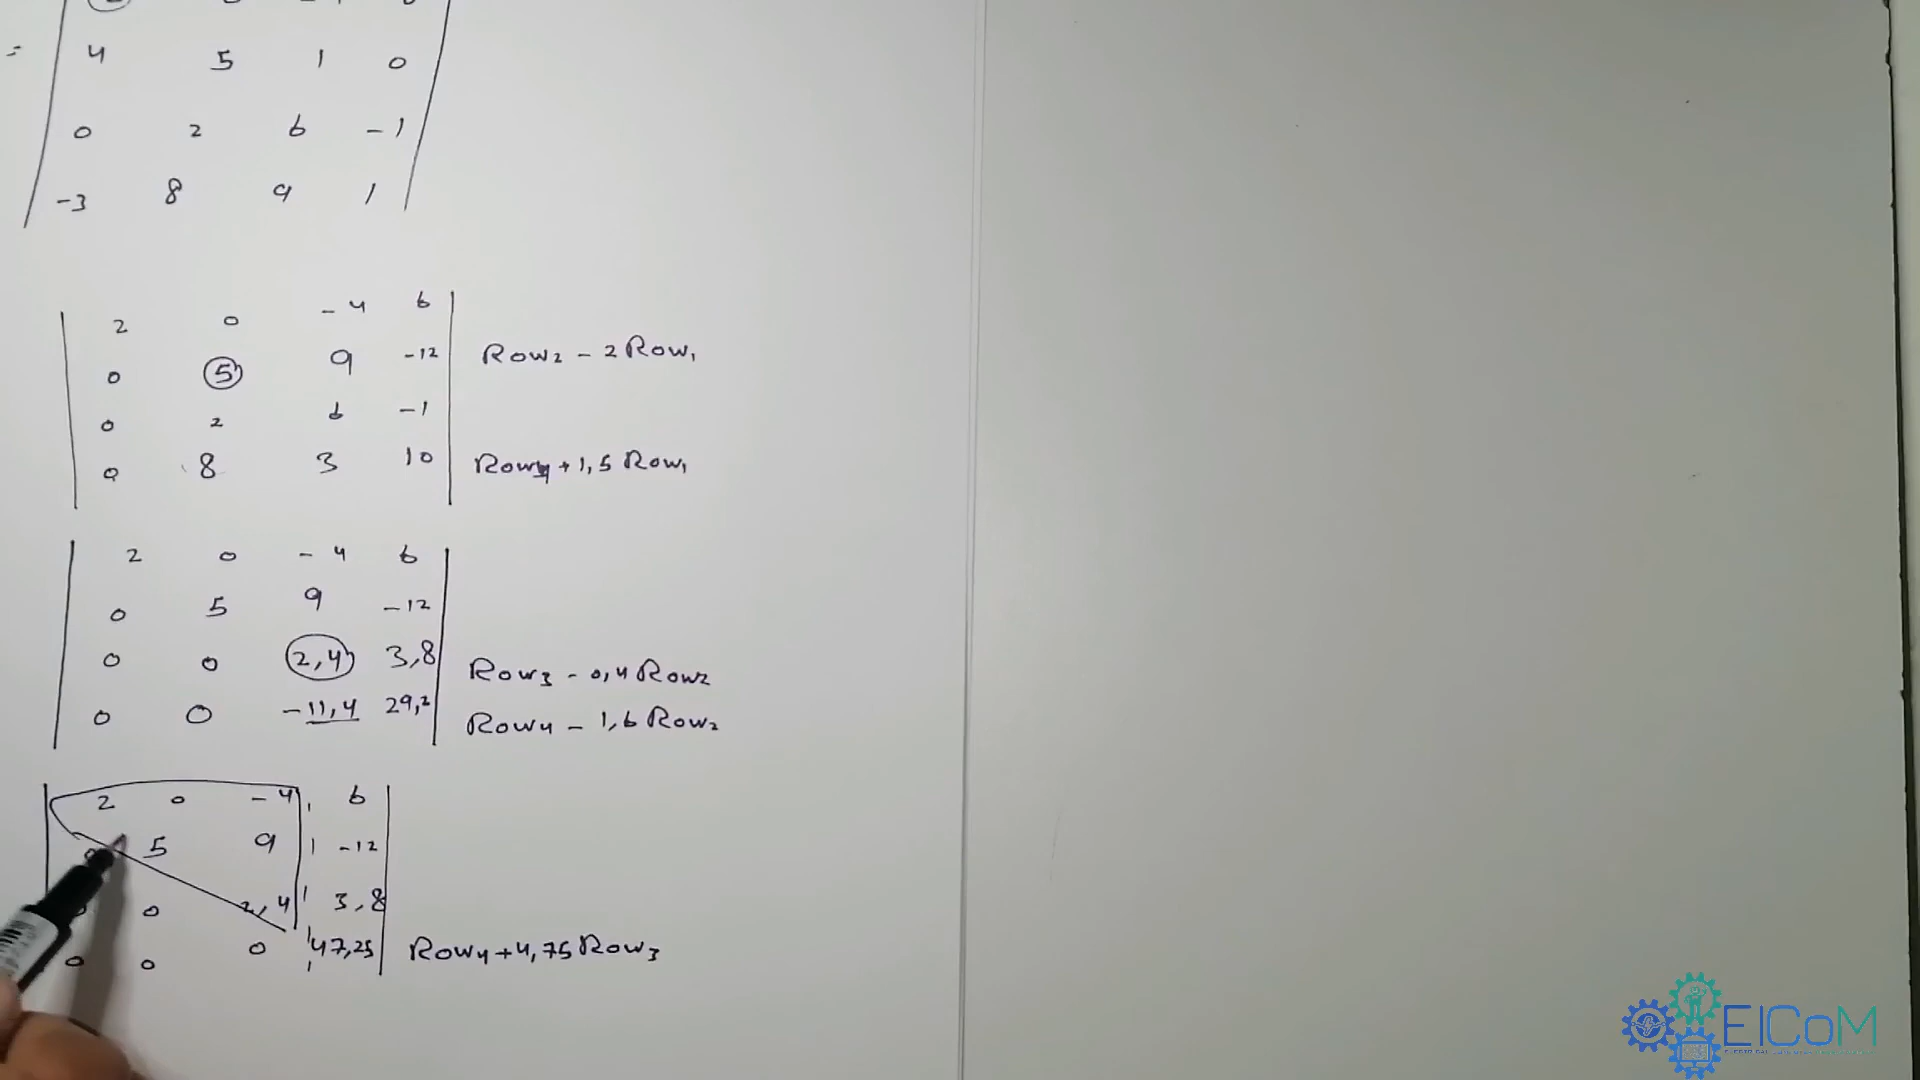 = 4 5 1 0
0 2 6 -1
-3 8 9 1
2 0 -4 6
0 5 9 -12 Row2 - 2 Row1
0 2 6 -1
0 8 3 10 Row4 + 1,5 Row1
2 0 -4 6
0 5 9 -12
0 0 2,4 3,8 Row3 - 0,4 Row2
0 0 -11,4 29,2 Row4 - 1,6 Row2
2 0 -4 6
0 5 9 -12
0 0 2,4 3,8
0 0 0 47,25 Row4 + 4,75 Row3
EICoM